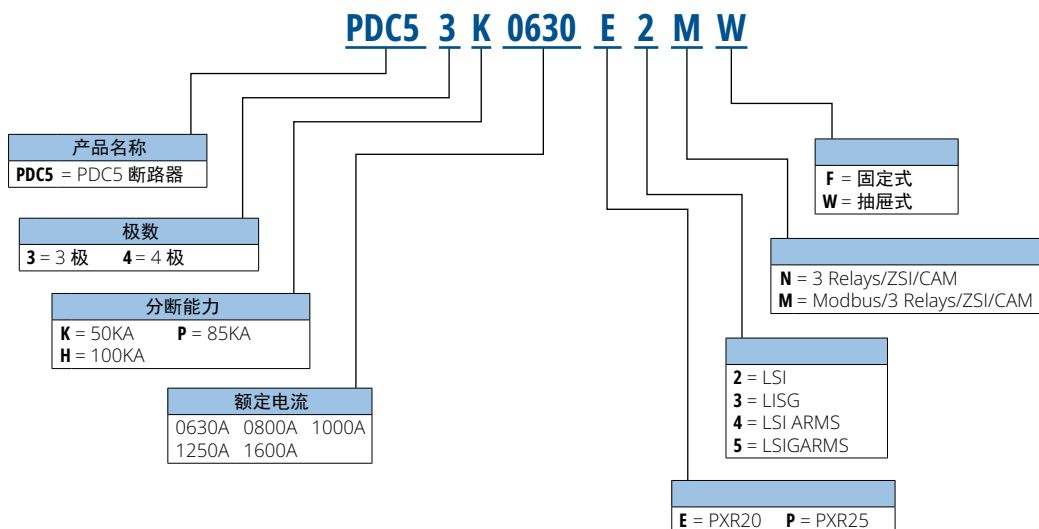 PDC5 3 K 0630 E 2 M W
产品名称
PDC5 = PDC5 断路器
极数
3 = 3 极 4 = 4 极
分断能力
K = 50KA P = 85KA
H = 100KA
额定电流
0630A 0800A 1000A
1250A 1600A
F = 固定式
W = 抽屉式
N = 3 Relays/ZSI/CAM
M = Modbus/3 Relays/ZSI/CAM
2 = LSI
3 = LISG
4 = LSI ARMS
5 = LSIGARMS
E = PXR20 P = PXR25